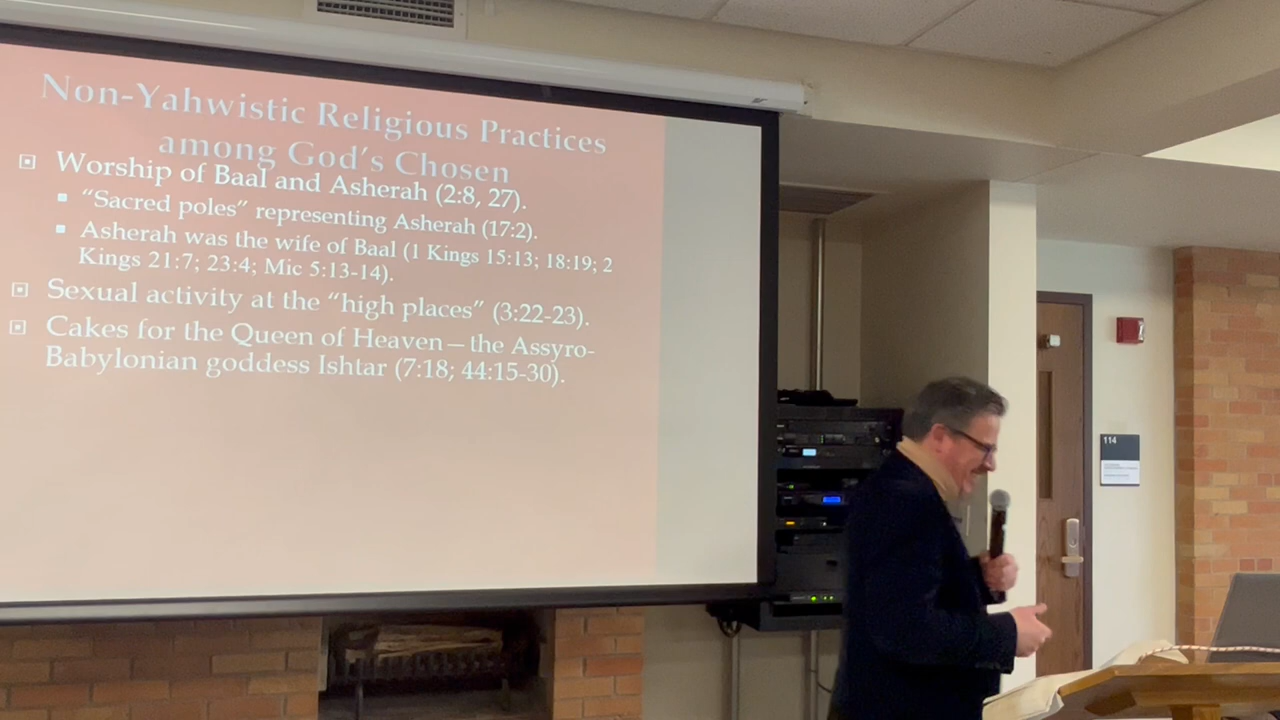 Non-Yahwistic Religious Practices
among God's Chosen
Worship of Baal and Asherah (2:8, 27).
“Sacred poles” representing Asherah (17:2).
Asherah was the wife of Baal (1 Kings 15:13; 18:19; 2
Kings 21:7; 23:4; Mic 5:13-14).
Sexual activity at the “high places” (3:22-23).
Cakes for the Queen of Heaven—the Assyro-
Babylonian goddess Ishtar (7:18; 44:15-30).
114